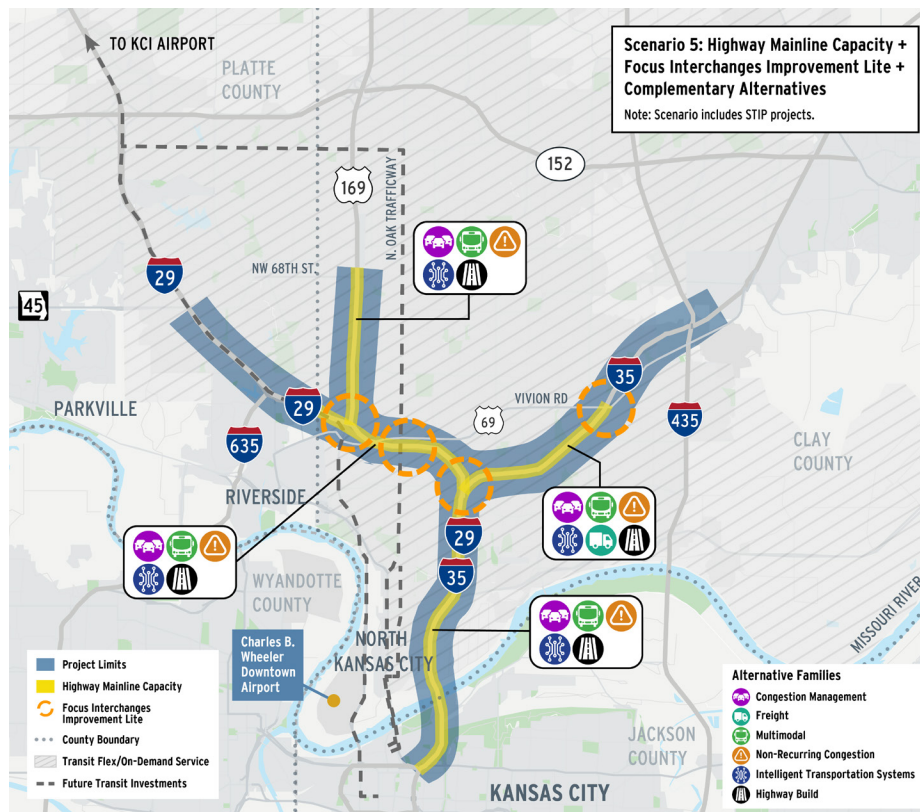 TO KCI AIRPORT
PLATTE
COUNTY
Scenario 5: Highway Mainline Capacity +
Focus Interchanges Improvement Lite +
Complementary Alternatives
Note: Scenario includes STIP projects.
152
169
N. OAK TRAFFICWAY
NW 68TH ST.
29
45
35
VIVION RD
69
435
29
635
PARKVILLE
RIVERSIDE
CLAY
COUNTY
29
35
WYANDOTTE
COUNTY
NORTH
KANSAS CITY
MISSOURI RIVER
Charles B.
Wheeler
Downtown
Airport
JACKSON
COUNTY
KANSAS CITY
Project Limits
Highway Mainline Capacity
Focus Interchanges
Improvement Lite
County Boundary
Transit Flex/On-Demand Service
Future Transit Investments
Alternative Families
Congestion Management
Freight
Multimodal
Non-Recurring Congestion
Intelligent Transportation Systems
Highway Build